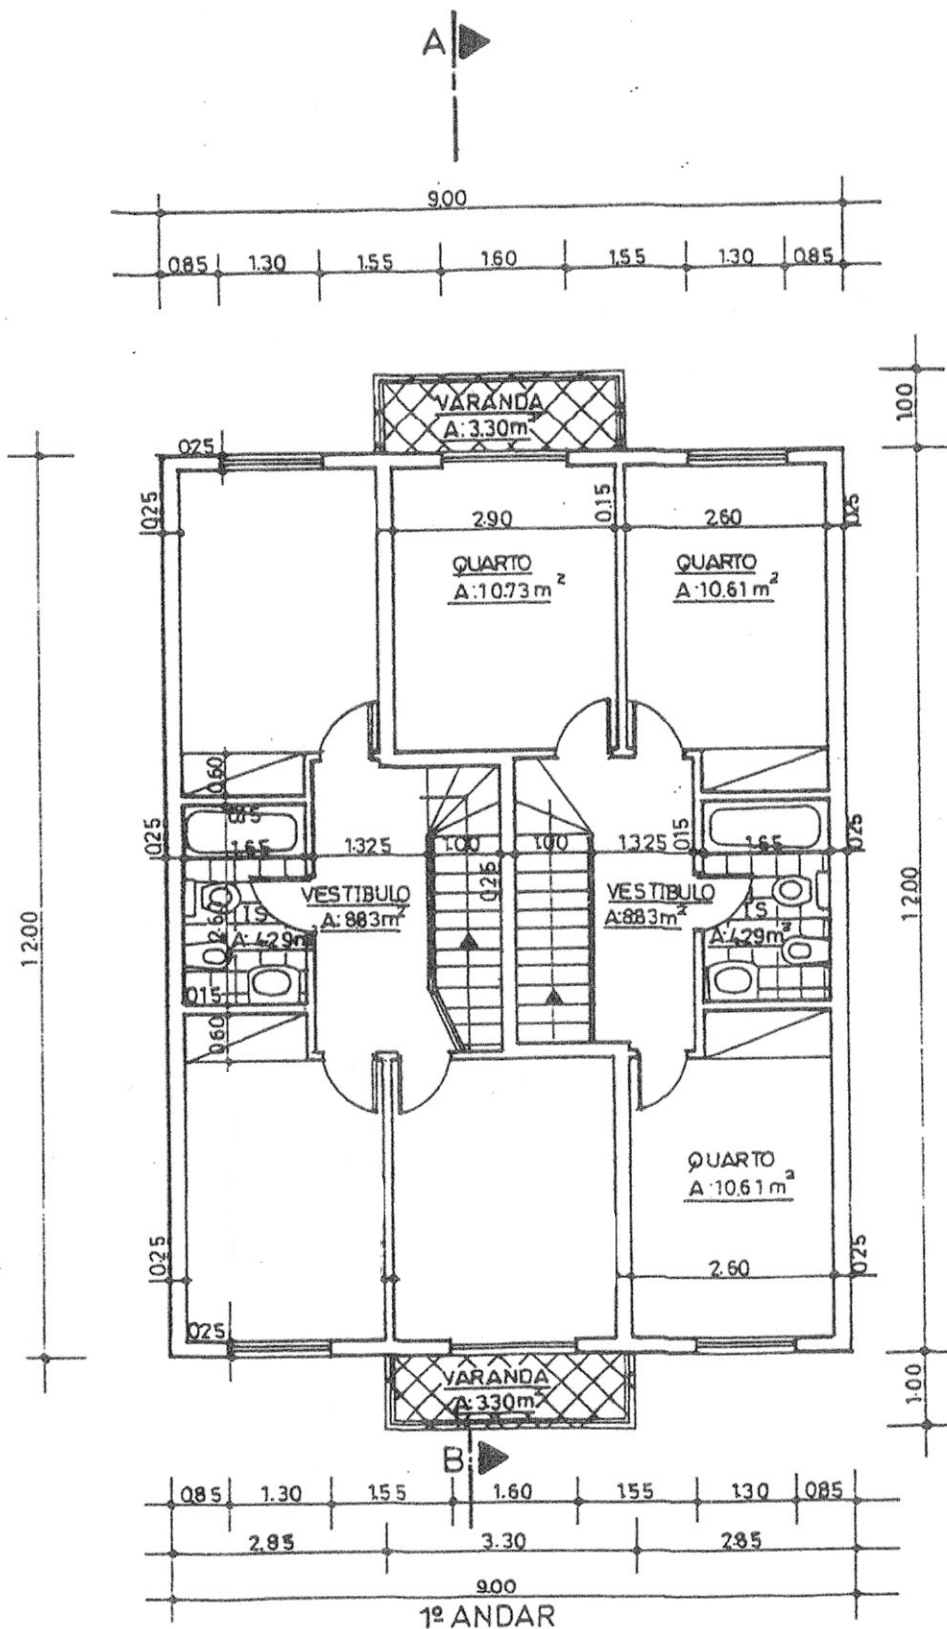 A
9.00
0.85 1.30 1.55 1.60 1.55 1.30 0.85
VARANDA
A: 3.30m²
1.00
0.25
0.25
2.90
0.15
2.60
0.25
QUARTO
A: 10.73 m²
QUARTO
A: 10.61 m²
0.60
0.25
1.65
1.325
1.00
0.25
1.00
1.325
0.15
1.65
0.25
VESTIBULO
A: 8.83m²
VESTIBULO
A: 8.83m²
2.60
I S
A: 4.29m²
I S
A: 4.29m²
12.00
12.00
0.15
0.60
QUARTO
A: 10.61 m²
0.25
2.60
0.25
0.25
VARANDA
A: 3.30m²
1.00
B
0.85 1.30 1.55 1.60 1.55 1.30 0.85
2.85 3.30 2.85
9.00
1º ANDAR